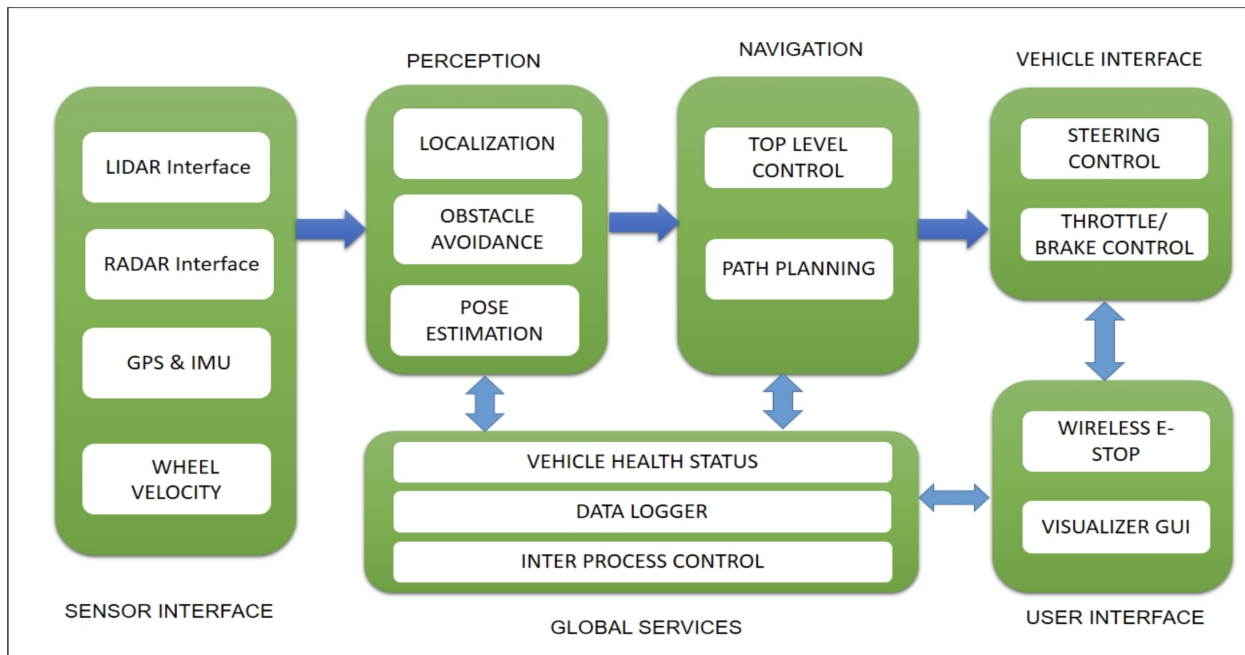 PERCEPTION
NAVIGATION
VEHICLE INTERFACE
LIDAR Interface
RADAR Interface
GPS & IMU
WHEEL
VELOCITY
SENSOR INTERFACE
LOCALIZATION
OBSTACLE
AVOIDANCE
POSE
ESTIMATION
TOP LEVEL
CONTROL
PATH PLANNING
STEERING
CONTROL
THROTTLE/
BRAKE CONTROL
VEHICLE HEALTH STATUS
DATA LOGGER
INTER PROCESS CONTROL
GLOBAL SERVICES
WIRELESS E-
STOP
VISUALIZER GUI
USER INTERFACE